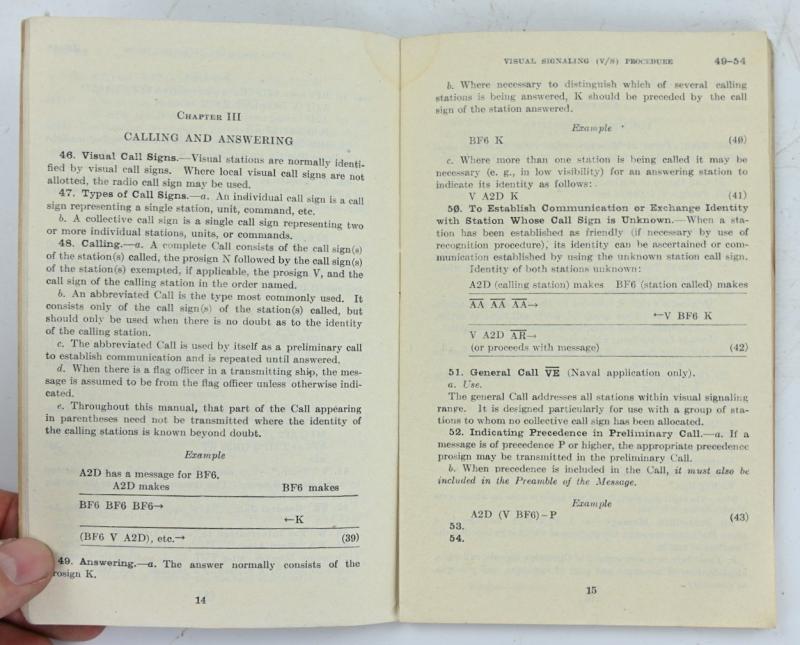 CHAPTER III
CALLING AND ANSWERING
46. Visual Call Signs.—Visual stations are normally identi-
fied by visual call signs. Where local visual call signs are not
allotted, the radio call sign may be used.
47. Types of Call Signs.—a. An individual call sign is a call
sign representing a single station, unit, command, etc.
b. A collective call sign is a single call sign representing two
or more individual stations, units, or commands.
48. Calling.—a. A complete Call consists of the call sign(s)
of the station(s) called, the prosign N followed by the call sign(s)
of the station(s) exempted, if applicable, the prosign V, and the
call sign of the calling station in the order named.
b. An abbreviated Call is the type most commonly used. It
consists only of the call sign(s) of the station(s) called, but
should only be used when there is no doubt as to the identity
of the calling station.
c. The abbreviated Call is used by itself as a preliminary call
to establish communication and is repeated until answered.
d. When there is a flag officer in a transmitting ship, the mes-
sage is assumed to be from the flag officer unless otherwise indi-
cated.
e. Throughout this manual, that part of the Call appearing
in parentheses need not be transmitted where the identity of
the calling stations is known beyond doubt.
Example
A2D has a message for BF6.
A2D makes BF6 makes
BF6 BF6 BF6→
←K
(BF6 V A2D), etc.→ (39)
49. Answering.—a. The answer normally consists of the
prosign K.
14
VISUAL SIGNALING (V/S) PROCEDURE 49–54
b. Where necessary to distinguish which of several calling
stations is being answered, K should be preceded by the call
sign of the station answered.
Example
BF6 K (40)
c. Where more than one station is being called it may be
necessary (e. g., in low visibility) for an answering station to
indicate its identity as follows:
V A2D K (41)
50. To Establish Communication or Exchange Identity
with Station Whose Call Sign is Unknown.—When a sta-
tion has been established as friendly (if necessary by use of
recognition procedure), its identity can be ascertained or com-
munication established by using the unknown station call sign.
Identity of both stations unknown:
A2D (calling station) makes BF6 (station called) makes
A̅A̅ A̅A̅ A̅A̅→
←V BF6 K
V A2D A̅R̅→
(or proceeds with message) (42)
51. General Call V̅E̅ (Naval application only).
a. Use.
The general Call addresses all stations within visual signaling
range. It is designed particularly for use with a group of sta-
tions to whom no collective call sign has been allocated.
52. Indicating Precedence in Preliminary Call.—a. If a
message is of precedence P or higher, the appropriate precedence
prosign may be transmitted in the preliminary Call.
b. When precedence is included in the Call, it must also be
included in the Preamble of the Message.
Example
A2D (V BF6)–P (43)
53.
54.
15